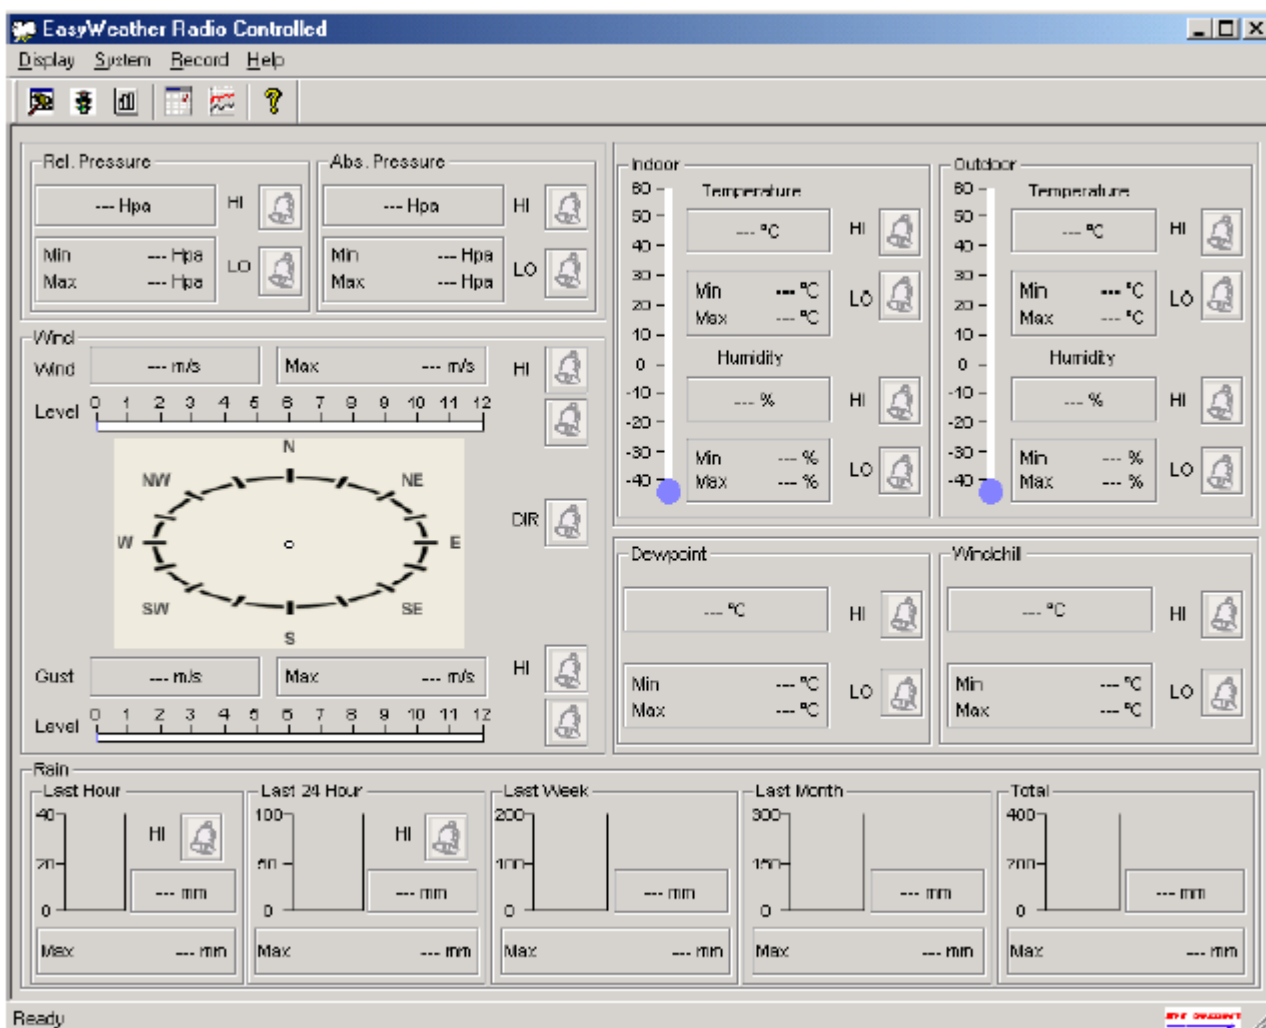 EasyWeather Radio Controlled
Display System Record Help
Rel. Pressure
--- Hpa
HI
Min --- Hpa
Max --- Hpa
LO
Abs. Pressure
--- Hpa
HI
Min --- Hpa
Max --- Hpa
LO
Indoor
60
50
40
30
20
10
0
-10
-20
-30
-40
Temperature
--- °C
HI
Min --- °C
Max --- °C
LO
Humidity
--- %
HI
Min --- %
Max --- %
LO
Outdoor
60
50
40
30
20
10
0
-10
-20
-30
-40
Temperature
--- °C
HI
Min --- °C
Max --- °C
LO
Humidity
--- %
HI
Min --- %
Max --- %
LO
Wind
Wind --- m/s Max --- m/s HI
Level 0 1 2 3 4 5 6 7 8 9 10 11 12
N
NW NE
W E
SW SE
S
DIR
Gust --- m/s Max --- m/s HI
Level 0 1 2 3 4 5 6 7 8 9 10 11 12
Dewpoint
--- °C
HI
Min --- °C
Max --- °C
LO
Windchill
--- °C
HI
Min --- °C
Max --- °C
LO
Rain
Last Hour
40
20
0
HI
--- mm
Max --- mm
Last 24 Hour
100
50
0
HI
--- mm
Max --- mm
Last Week
200
100
0
--- mm
Max --- mm
Last Month
300
150
0
--- mm
Max --- mm
Total
400
200
0
--- mm
Max --- mm
Ready